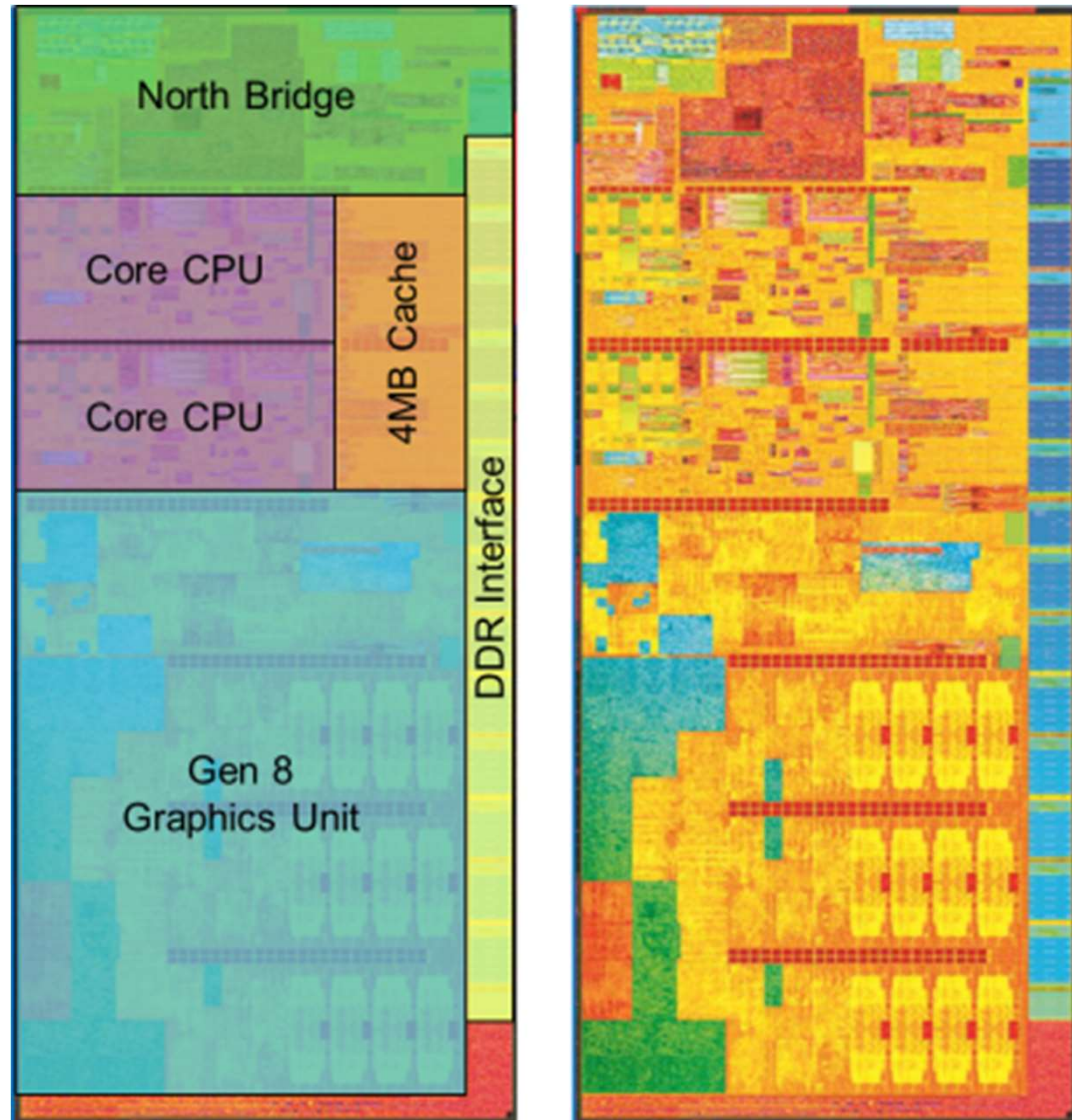 North Bridge
Core CPU
Core CPU
4MB Cache
DDR Interface
Gen 8
Graphics Unit